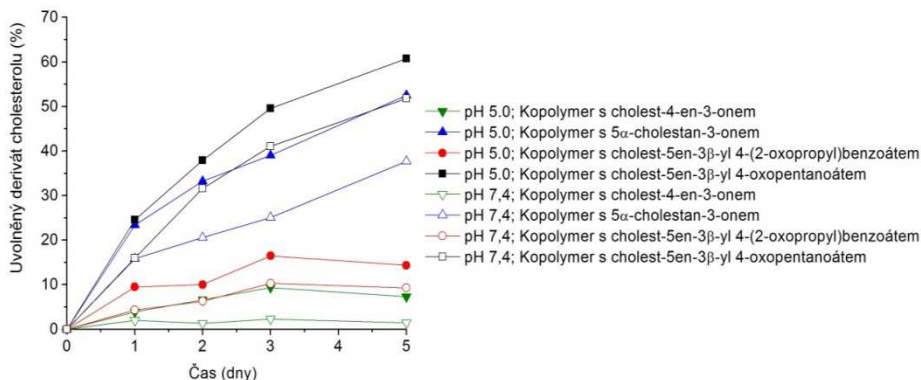 Uvolněný derivát cholesterolu (%)
70
60
50
40
30
20
10
0
0
1
2
3
4
5
Čas (dny)
pH 5.0; Kopolymer s cholest-4-en-3-onem
pH 5.0; Kopolymer s 5α-cholestan-3-onem
pH 5.0; Kopolymer s cholest-5en-3β-yl 4-(2-oxopropyl)benzoátem
pH 5.0; Kopolymer s cholest-5en-3β-yl 4-oxopentanoátem
pH 7,4; Kopolymer s cholest-4-en-3-onem
pH 7,4; Kopolymer s 5α-cholestan-3-onem
pH 7,4; Kopolymer s cholest-5en-3β-yl 4-(2-oxopropyl)benzoátem
pH 7,4; Kopolymer s cholest-5en-3β-yl 4-oxopentanoátem